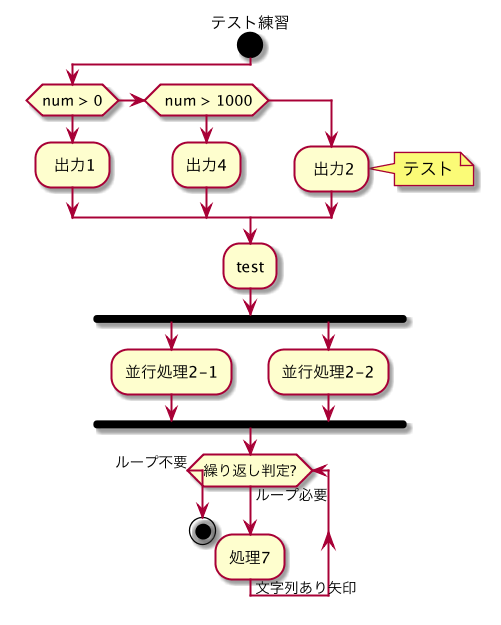 テスト練習
num > 0
num > 1000
出力1
出力4
出力2
テスト
test
並行処理2-1
並行処理2-2
ループ不要
繰り返し判定?
ループ必要
処理7
文字列あり矢印